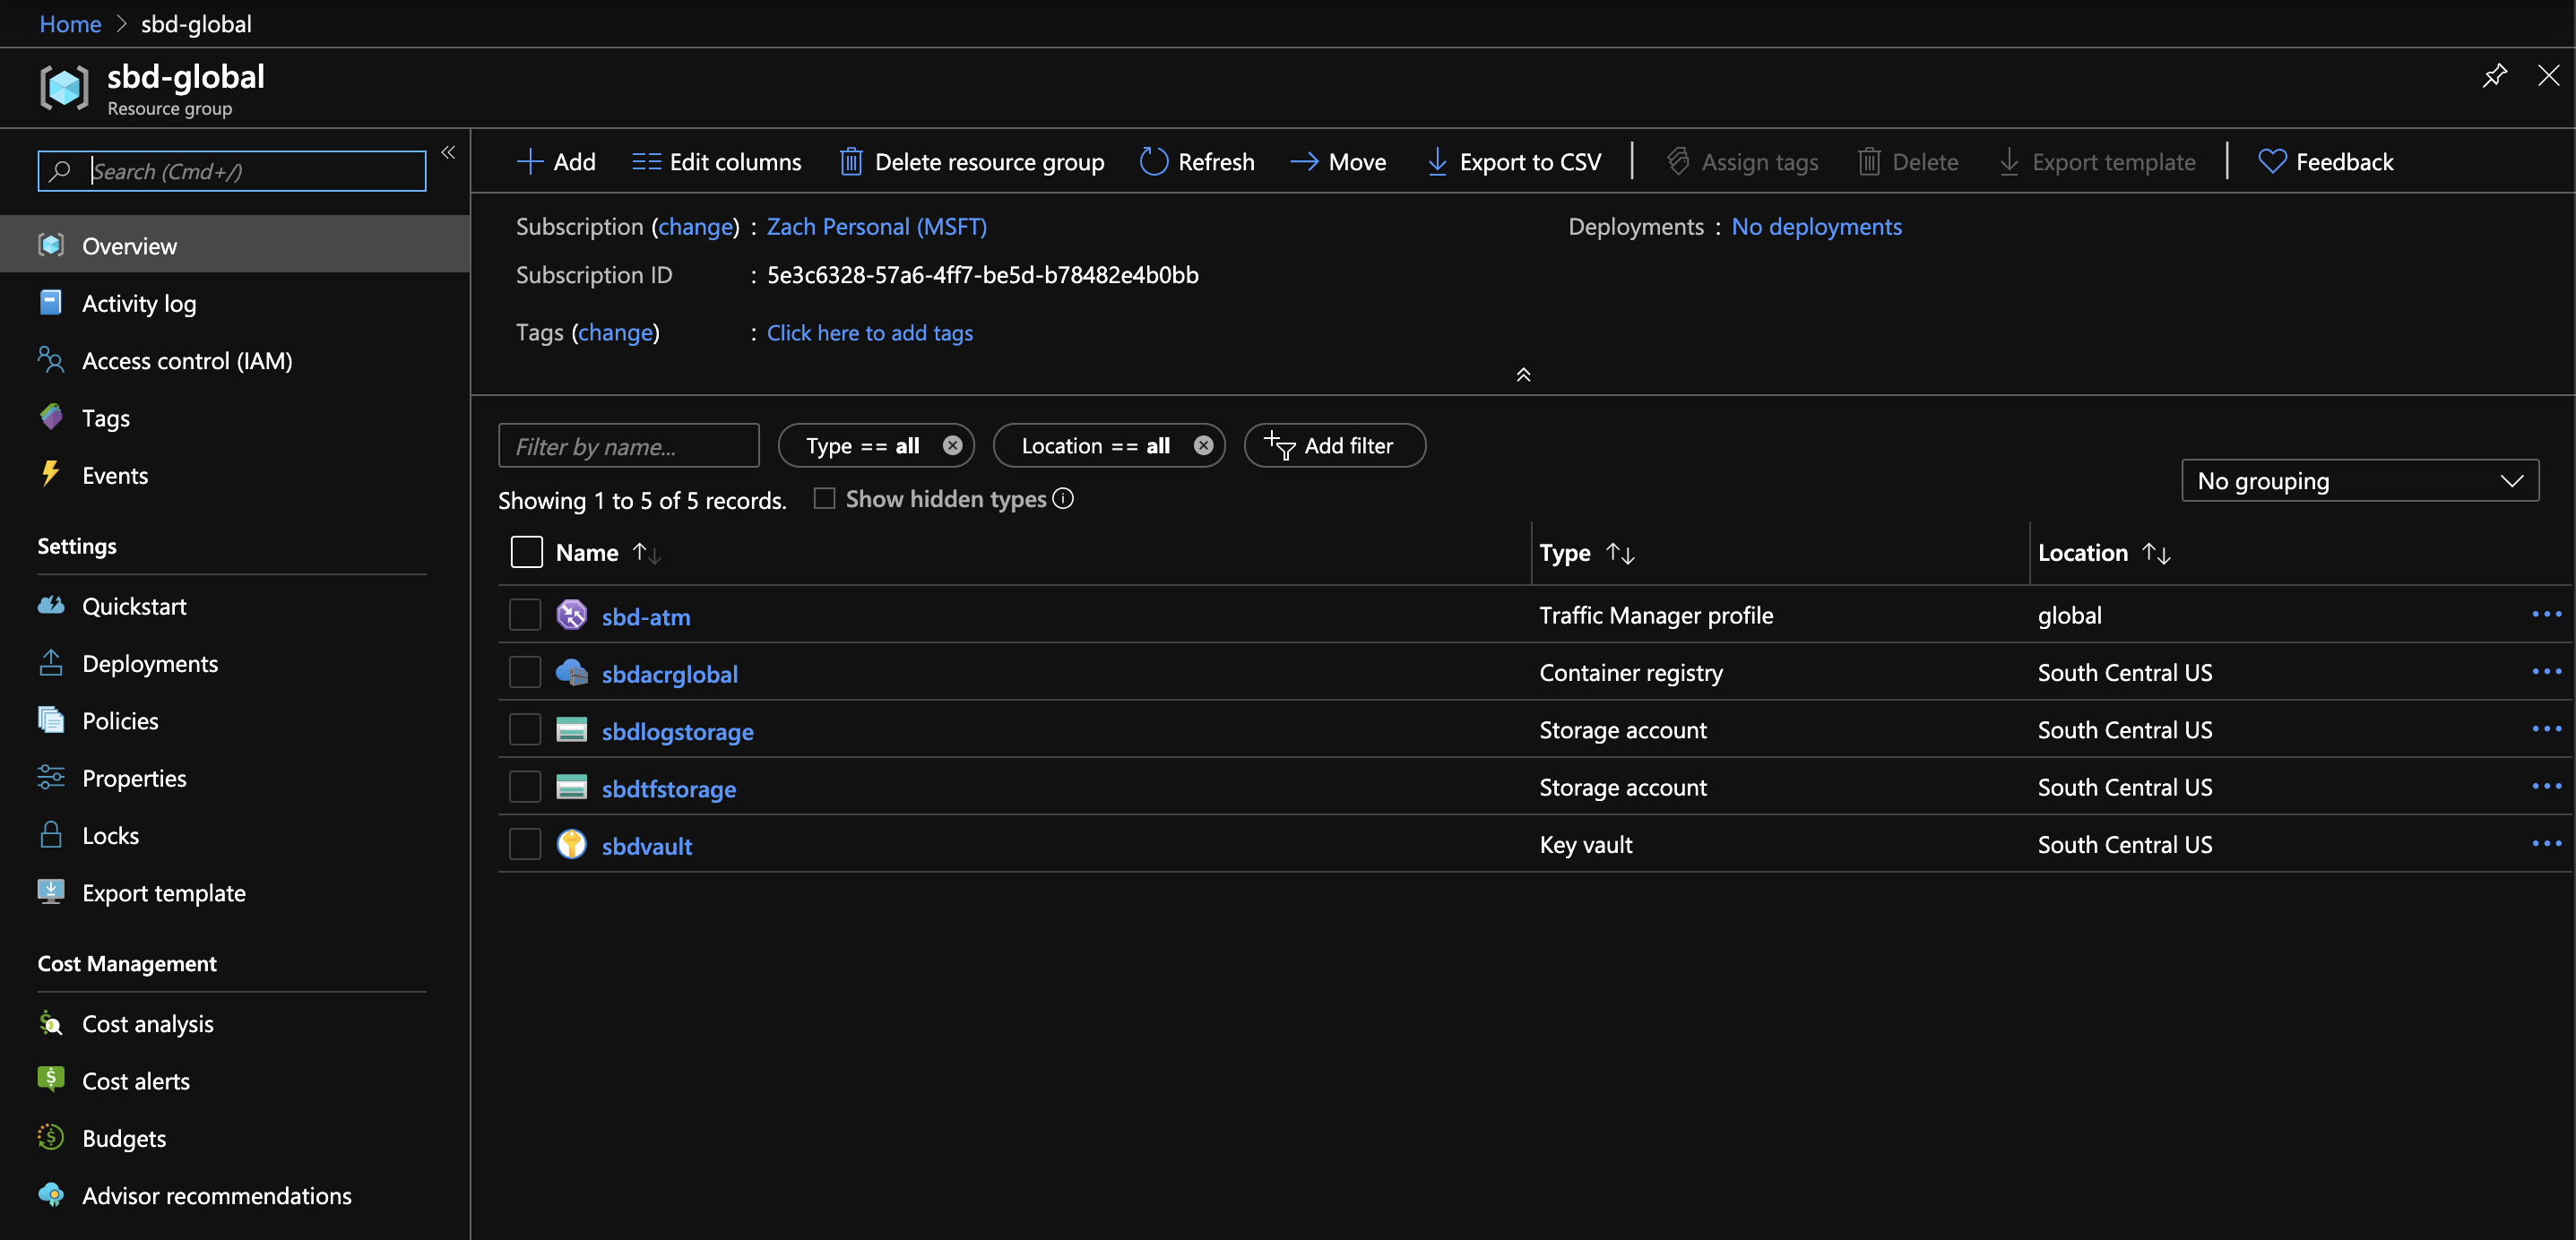 Home > sbd-global
sbd-global
Resource group
Search (Cmd+/)
Overview
Activity log
Access control (IAM)
Tags
Events
Settings
Quickstart
Deployments
Policies
Properties
Locks
Export template
Cost Management
Cost analysis
Cost alerts
Budgets
Advisor recommendations
Add Edit columns Delete resource group Refresh Move Export to CSV Assign tags Delete Export template Feedback
Subscription (change) : Zach Personal (MSFT) Deployments : No deployments
Subscription ID : 5e3c6328-57a6-4ff7-be5d-b78482e4b0bb
Tags (change) : Click here to add tags
Filter by name... Type == all Location == all Add filter
Showing 1 to 5 of 5 records. Show hidden types No grouping
Name Type Location
sbd-atm Traffic Manager profile global
sbdacrglobal Container registry South Central US
sbdlogstorage Storage account South Central US
sbdtfstorage Storage account South Central US
sbdvault Key vault South Central US